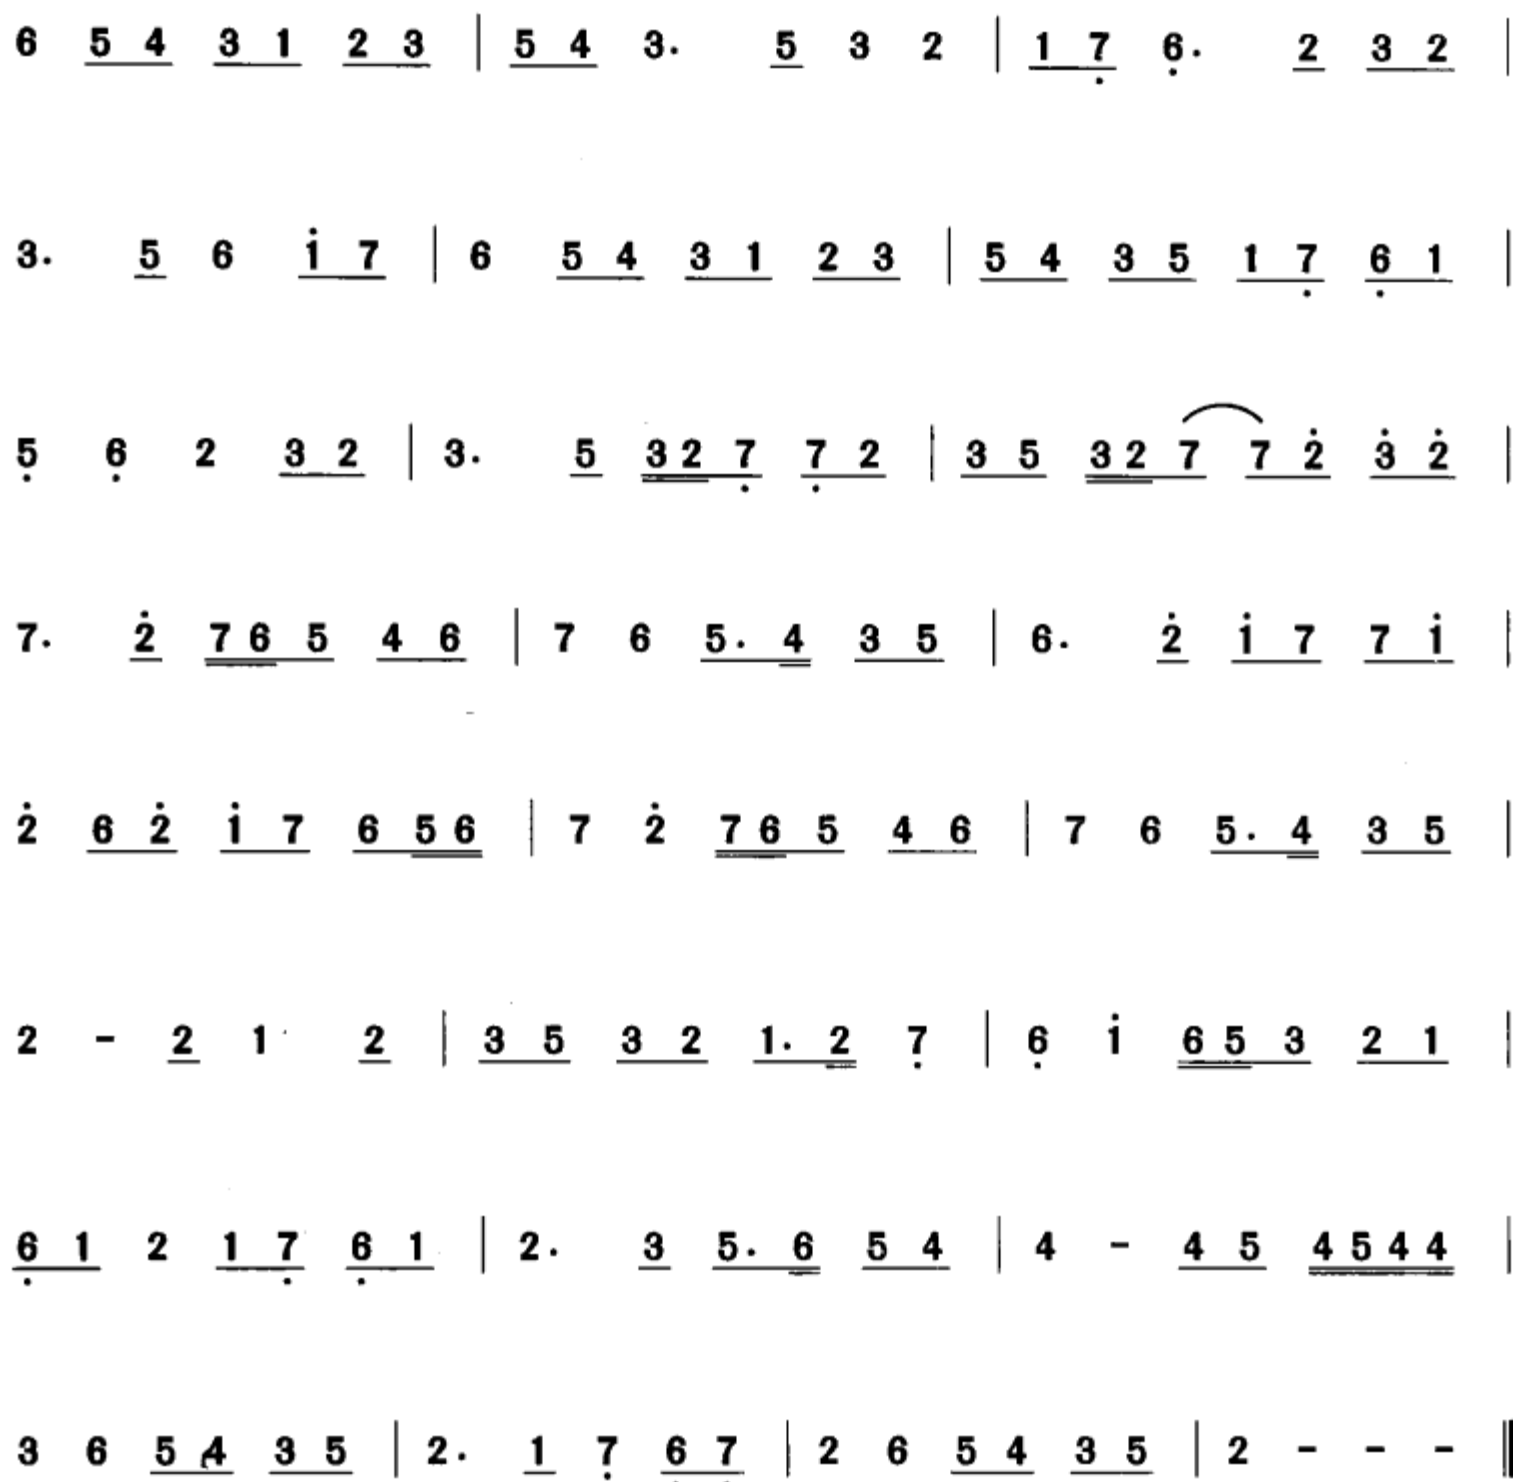 6 5 4 3 1 2 3 | 5 4 3. 5 3 2 | 1 7̣ 6̣. 2 3 2 |
3. 5 6 1̇ 7 | 6 5 4 3 1 2 3 | 5 4 3 5 1 7̣ 6̣ 1 |
5̣ 6̣ 2 3 2 | 3. 5 3 2 7̣ 7̣ 2 | 3 5 3 2 7 7 2̇ 3̇ 2̇ |
7. 2̇ 7 6 5 4 6 | 7 6 5. 4 3 5 | 6. 2̇ 1̇ 7 7 1̇ |
2̇ 6 2̇ 1̇ 7 6 5 6 | 7 2̇ 7 6 5 4 6 | 7 6 5. 4 3 5 |
2 - 2 1 2 | 3 5 3 2 1. 2 7̣ | 6̣ 1̇ 6 5 3 2 1 |
6̣ 1 2 1 7̣ 6̣ 1 | 2. 3 5. 6 5 4 | 4 - 4 5 4 5 4 4 |
3 6 5 4 3 5 | 2. 1 7̣ 6̣ 7̣ | 2 6 5 4 3 5 | 2 - - - ‖